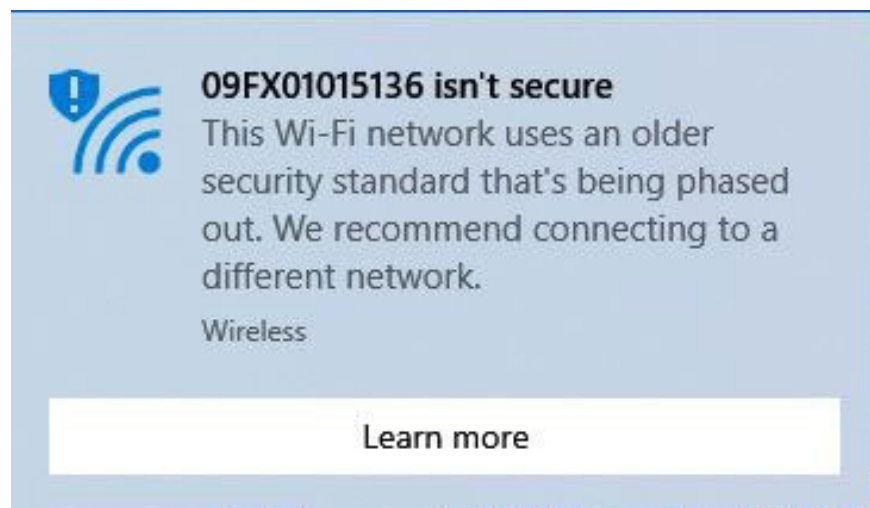 09FX01015136 isn't secure
This Wi-Fi network uses an older
security standard that's being phased
out. We recommend connecting to a
different network.
Wireless
Learn more